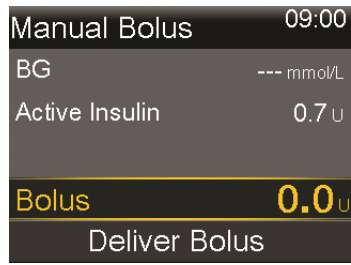 Manual Bolus 09:00
BG --- mmol/L
Active Insulin 0.7 U
Bolus 0.0 U
Deliver Bolus